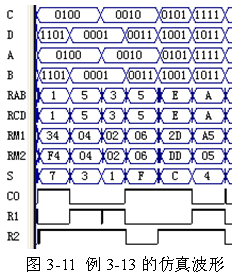 C 0100 0010 0101 1111
D 1101 0001 0011 1001 1011
A 0100 0010 0101 1111
B 1101 0001 0011 1001 1011
RAB 1 5 3 5 E A
RCD 1 5 3 5 E A
RM1 34 04 02 06 2D A5
RM2 F4 04 02 06 DD 05
S 7 3 1 F C 4
CO
R1
R2
图 3-11 例 3-13 的仿真波形